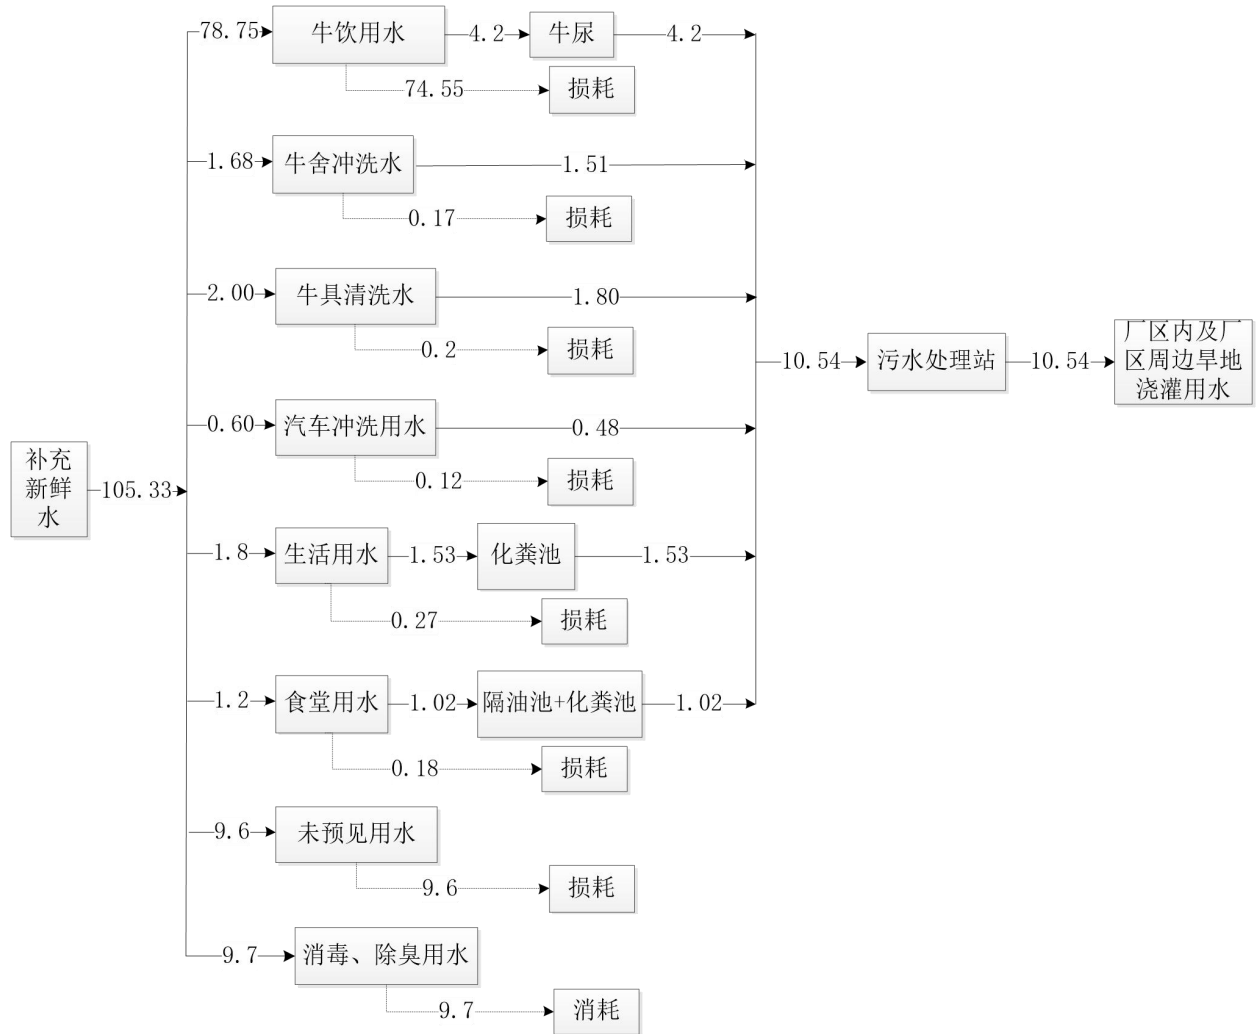 78.75
牛饮用水
4.2
牛尿
4.2
74.55
损耗
1.68
牛舍冲洗水
1.51
0.17
损耗
2.00
牛具清洗水
1.80
0.2
损耗
10.54
污水处理站
10.54
厂区内及厂
区周边旱地
浇灌用水
0.60
汽车冲洗用水
0.48
0.12
损耗
补充
新鲜
水
105.33
1.8
生活用水
1.53
化粪池
1.53
0.27
损耗
1.2
食堂用水
1.02
隔油池+化粪池
1.02
0.18
损耗
9.6
未预见用水
9.6
损耗
9.7
消毒、除臭用水
9.7
消耗